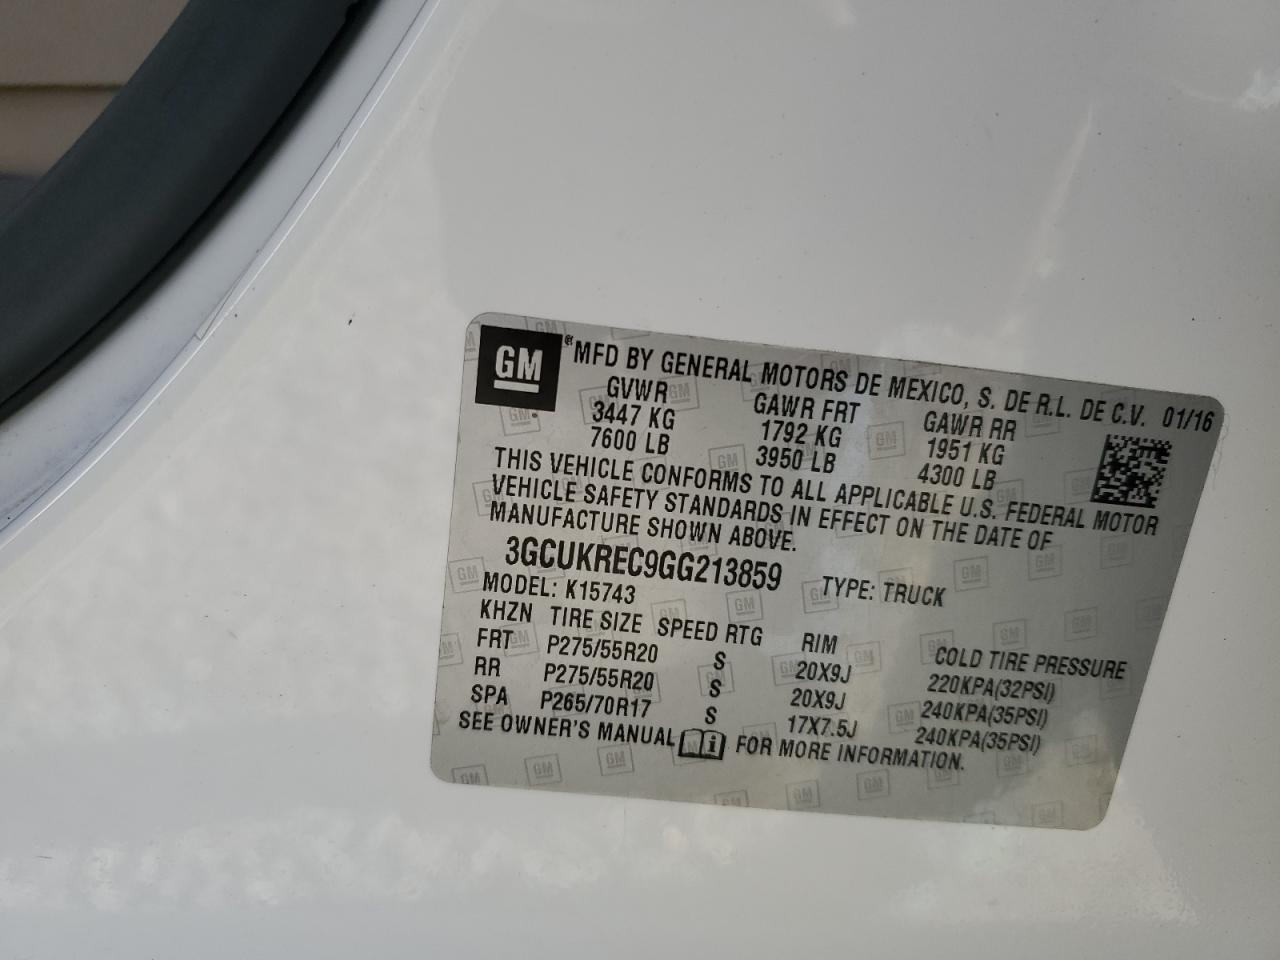 GM
® MFD BY GENERAL MOTORS DE MEXICO, S. DE R.L. DE C.V. 01/16
GVWR GAWR FRT GAWR RR
3447 KG 1792 KG 1951 KG
7600 LB 3950 LB 4300 LB
THIS VEHICLE CONFORMS TO ALL APPLICABLE U.S. FEDERAL MOTOR
VEHICLE SAFETY STANDARDS IN EFFECT ON THE DATE OF
MANUFACTURE SHOWN ABOVE.
3GCUKREC9GG213859 TYPE: TRUCK
MODEL: K15743
KHZN TIRE SIZE SPEED RTG RIM COLD TIRE PRESSURE
FRT P275/55R20 S 20X9J 220KPA(32PSI)
RR P275/55R20 S 20X9J 240KPA(35PSI)
SPA P265/70R17 S 17X7.5J 240KPA(35PSI)
SEE OWNER'S MANUAL i FOR MORE INFORMATION.